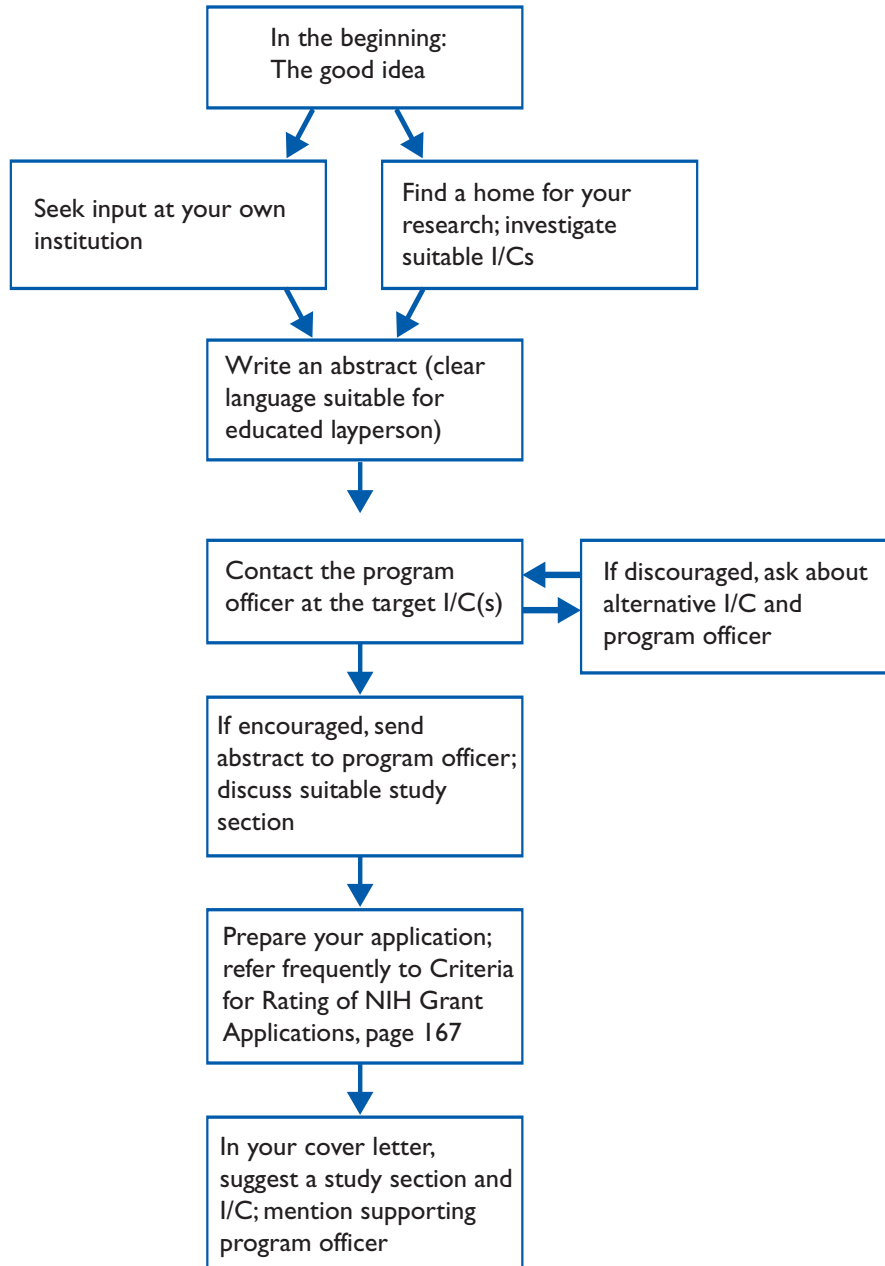 In the beginning:
The good idea
Seek input at your own
institution
Find a home for your
research; investigate
suitable I/Cs
Write an abstract (clear
language suitable for
educated layperson)
Contact the program
officer at the target I/C(s)
If discouraged, ask about
alternative I/C and
program officer
If encouraged, send
abstract to program officer;
discuss suitable study
section
Prepare your application;
refer frequently to Criteria
for Rating of NIH Grant
Applications, page 167
In your cover letter,
suggest a study section and
I/C; mention supporting
program officer